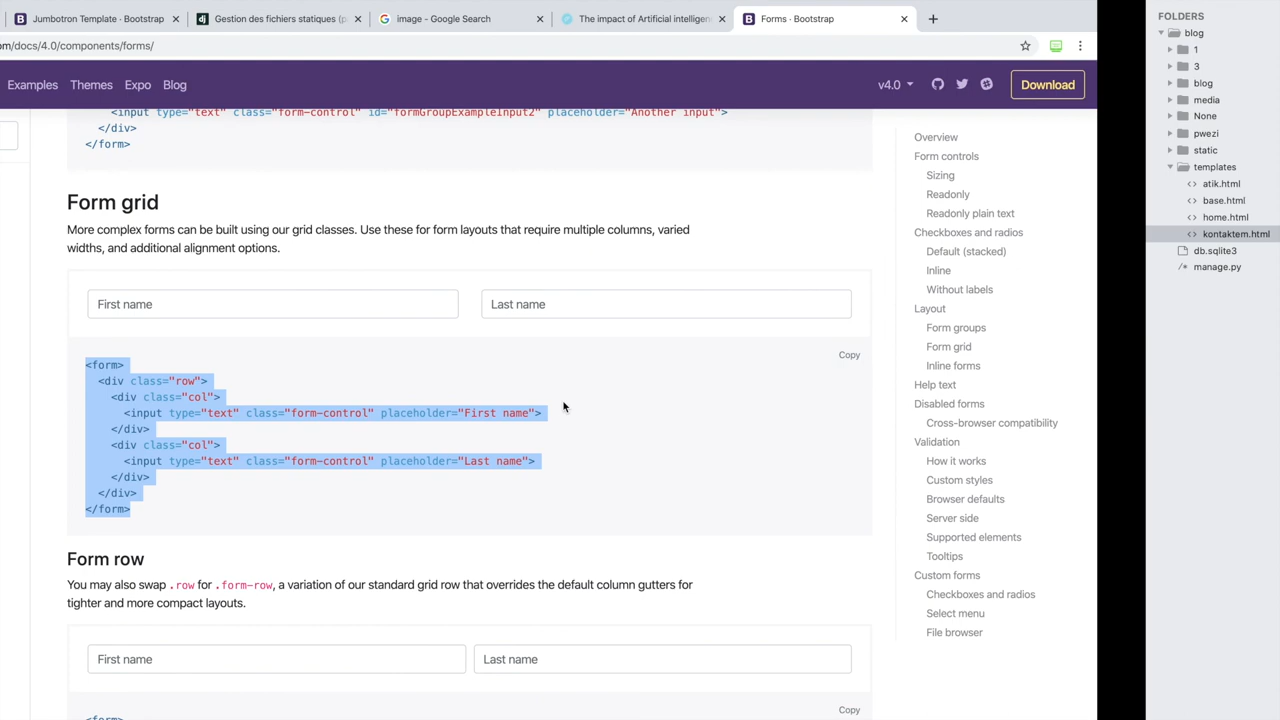 Jumbotron Template · Bootstrap
Gestion des fichiers statiques (p
image - Google Search
The impact of Artificial intelligen
Forms · Bootstrap
om/docs/4.0/components/forms/
Examples
Themes
Expo
Blog
v4.0
Download
<input type="text" class="form-control" id="formGroupExampleInput2" placeholder="Another input">
</div>
</form>
Form grid
More complex forms can be built using our grid classes. Use these for form layouts that require multiple columns, varied
widths, and additional alignment options.
First name
Last name
Copy
<form>
<div class="row">
<div class="col">
<input type="text" class="form-control" placeholder="First name">
</div>
<div class="col">
<input type="text" class="form-control" placeholder="Last name">
</div>
</div>
</form>
Form row
You may also swap .row for .form-row, a variation of our standard grid row that overrides the default column gutters for
tighter and more compact layouts.
First name
Last name
Copy
<form>
Overview
Form controls
Sizing
Readonly
Readonly plain text
Checkboxes and radios
Default (stacked)
Inline
Without labels
Layout
Form groups
Form grid
Inline forms
Help text
Disabled forms
Cross-browser compatibility
Validation
How it works
Custom styles
Browser defaults
Server side
Supported elements
Tooltips
Custom forms
Checkboxes and radios
Select menu
File browser
FOLDERS
blog
1
3
blog
media
None
pwezi
static
templates
<> atik.html
<> base.html
<> home.html
<> kontaktem.html
db.sqlite3
/* manage.py